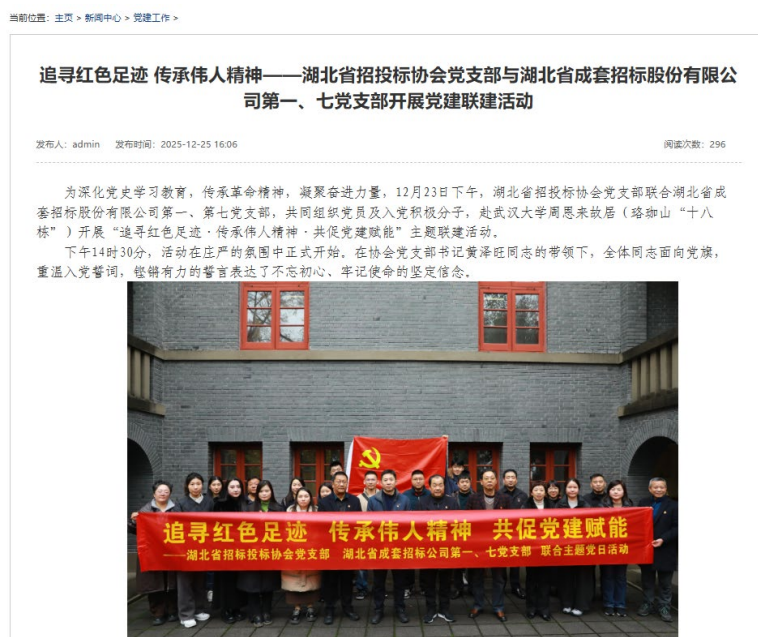 当前位置： 主页 > 新闻中心 > 党建工作 >
追寻红色足迹 传承伟人精神——湖北省招投标协会党支部与湖北省成套招标股份有限公
司第一、七党支部开展党建联建活动
发布人：admin 发布时间：2025-12-25 16:06 阅读次数：296
为深化党史学习教育，传承革命精神，凝聚奋进力量，12月23日下午，湖北省招投标协会党支部联合湖北省成
套招标股份有限公司第一、第七党支部，共同组织党员及入党积极分子，赴武汉大学周恩来故居（珞珈山“十八
栋”）开展“追寻红色足迹·传承伟人精神·共促党建赋能”主题联建活动。
下午14时30分，活动在庄严的氛围中正式开始。在协会党支部书记黄泽旺同志的带领下，全体同志面向党旗，
重温入党誓词，铿锵有力的誓言表达了不忘初心、牢记使命的坚定信念。
追寻红色足迹 传承伟人精神 共促党建赋能
——湖北省招标投标协会党支部 湖北省成套招标公司第一、七党支部 联合主题党日活动